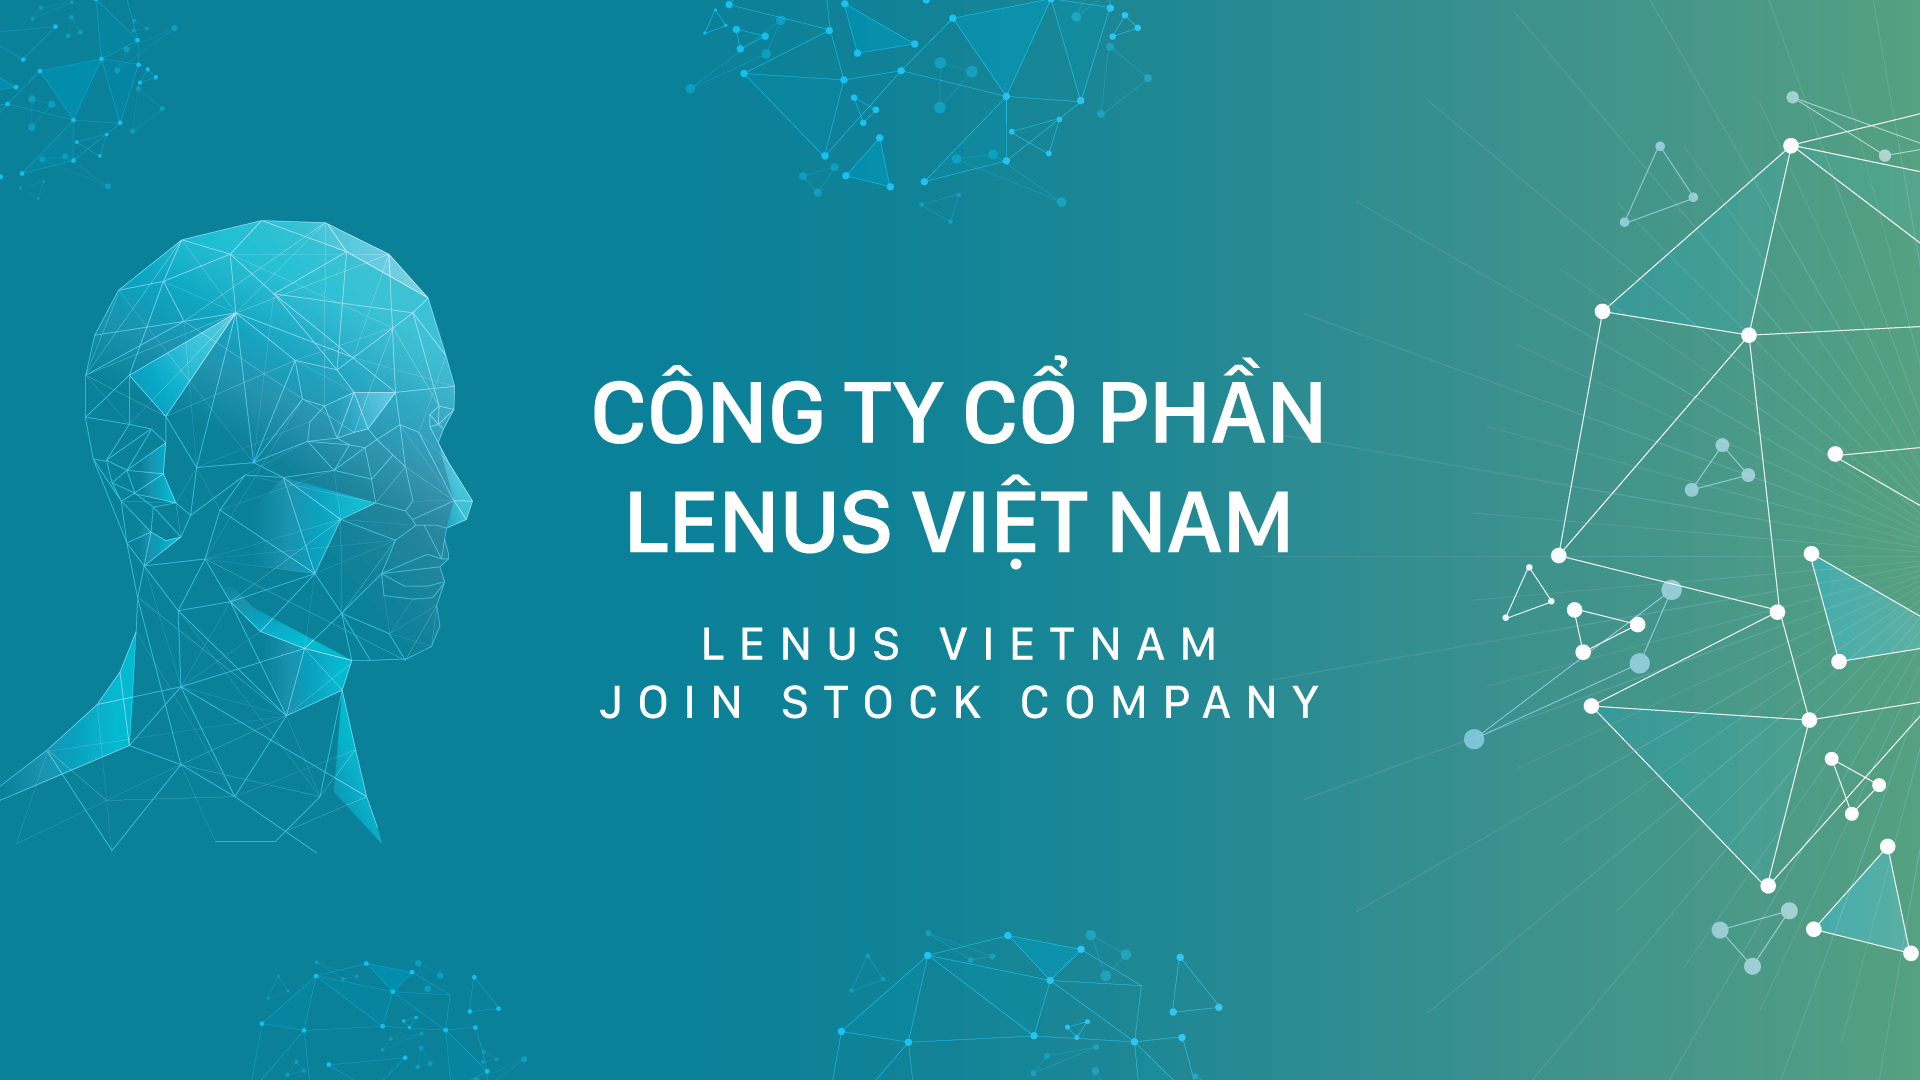 CÔNG TY CỔ PHẦN
LENUS VIỆT NAM
LENUS VIETNAM
JOIN STOCK COMPANY